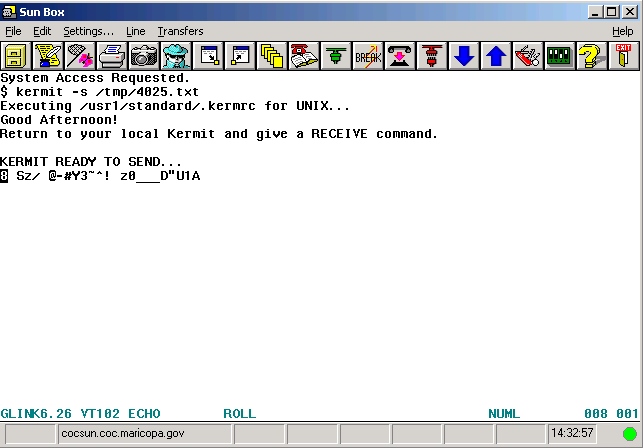 Sun Box
File Edit Settings... Line Transfers Help
BREAK EXIT
System Access Requested.
$ kermit -s /tmp/4025.txt
Executing /usr1/standard/.kermrc for UNIX...
Good Afternoon!
Return to your local Kermit and give a RECEIVE command.
KERMIT READY TO SEND...
8 Sz/ @-#Y3~^! z0___D"U1A
GLINK6.26 VT102 ECHO ROLL NUML 008 001
cocsun.coc.maricopa.gov 14:32:57